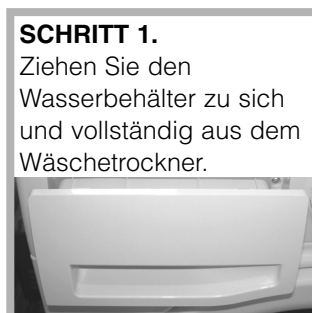 SCHRITT 1.
Ziehen Sie den
Wasserbehälter zu sich
und vollständig aus dem
Wäschetrockner.